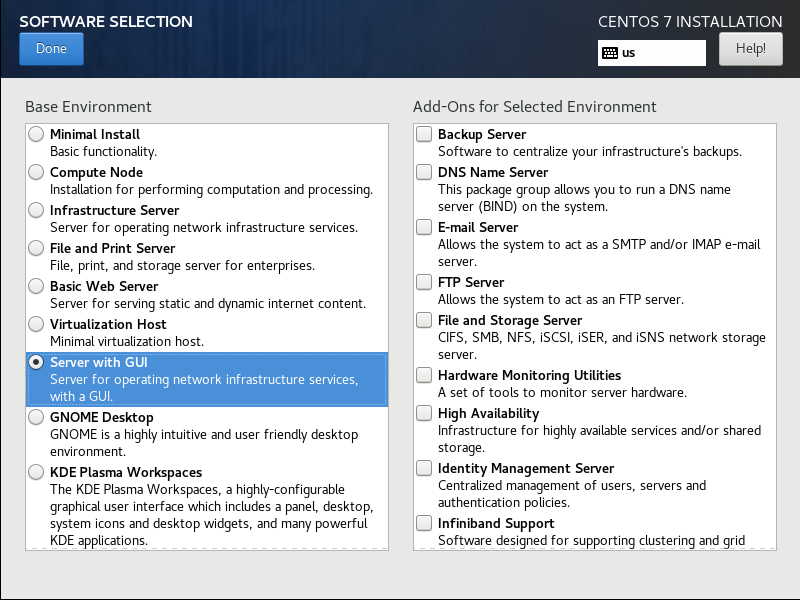 SOFTWARE SELECTION
CENTOS 7 INSTALLATION
Done
us
Help!
Base Environment
Minimal Install
Basic functionality.
Compute Node
Installation for performing computation and processing.
Infrastructure Server
Server for operating network infrastructure services.
File and Print Server
File, print, and storage server for enterprises.
Basic Web Server
Server for serving static and dynamic internet content.
Virtualization Host
Minimal virtualization host.
Server with GUI
Server for operating network infrastructure services,
with a GUI.
GNOME Desktop
GNOME is a highly intuitive and user friendly desktop
environment.
KDE Plasma Workspaces
The KDE Plasma Workspaces, a highly-configurable
graphical user interface which includes a panel, desktop,
system icons and desktop widgets, and many powerful
KDE applications.
Add-Ons for Selected Environment
Backup Server
Software to centralize your infrastructure's backups.
DNS Name Server
This package group allows you to run a DNS name
server (BIND) on the system.
E-mail Server
Allows the system to act as a SMTP and/or IMAP e-mail
server.
FTP Server
Allows the system to act as an FTP server.
File and Storage Server
CIFS, SMB, NFS, iSCSI, iSER, and iSNS network storage
server.
Hardware Monitoring Utilities
A set of tools to monitor server hardware.
High Availability
Infrastructure for highly available services and/or shared
storage.
Identity Management Server
Centralized management of users, servers and
authentication policies.
Infiniband Support
Software designed for supporting clustering and grid